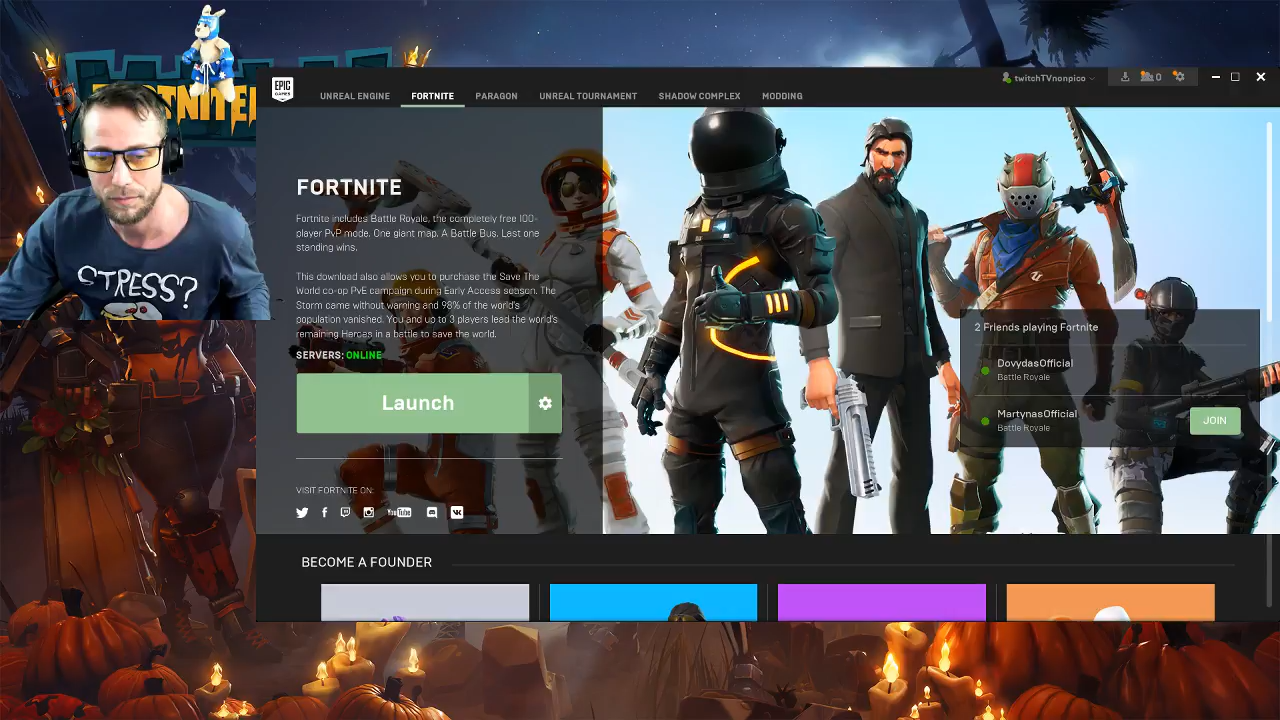 FORTNITE
STRESS?
EPIC
GAMES
twitchTVnonpico
0
UNREAL ENGINE
FORTNITE
PARAGON
UNREAL TOURNAMENT
SHADOW COMPLEX
MODDING
FORTNITE
Fortnite includes Battle Royale, the completely free 100-
player PvP mode. One giant map. A Battle Bus. Last one
standing wins.
This download also allows you to purchase the Save The
World co-op PvE campaign during Early Access season. The
Storm came without warning and 98% of the world's
population vanished. You and up to 3 players lead the world's
remaining Heroes in a battle to save the world.
SERVERS: ONLINE
Launch
VISIT FORTNITE ON:
YouTube
2 Friends playing Fortnite
DovydasOfficial
Battle Royale
MartynasOfficial
Battle Royale
JOIN
BECOME A FOUNDER